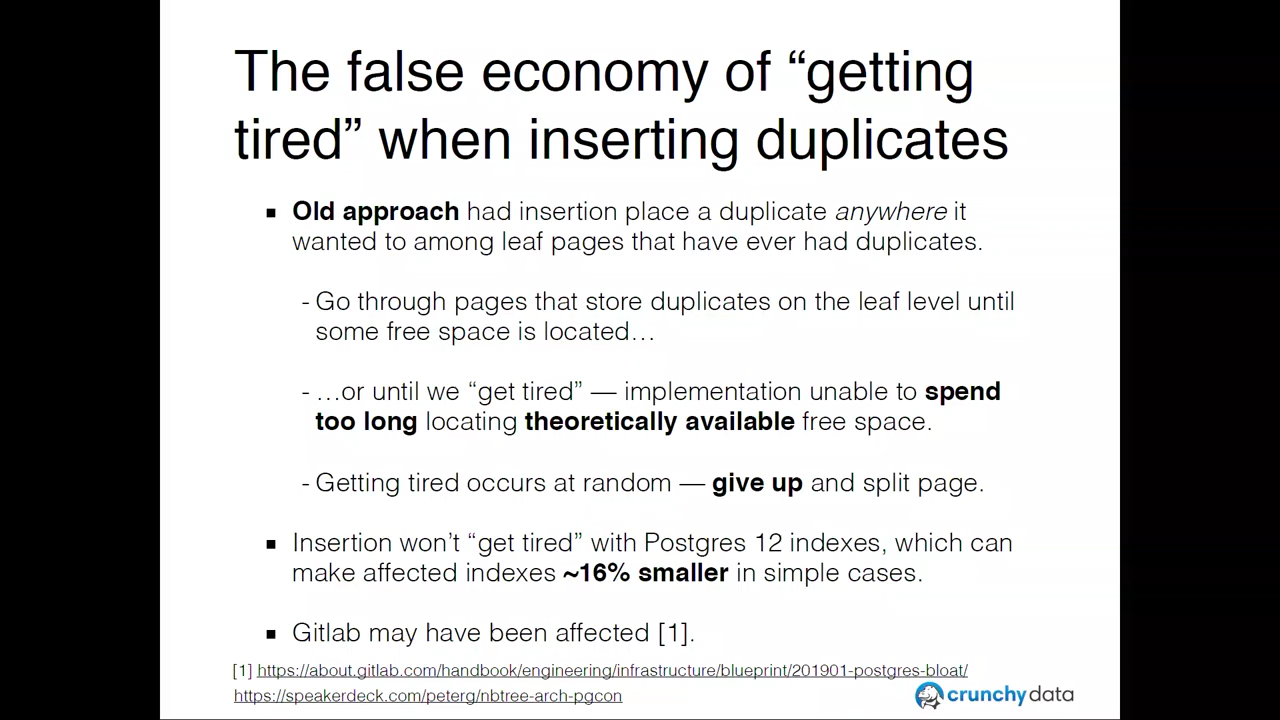 The false economy of “getting
tired” when inserting duplicates
▪ Old approach had insertion place a duplicate anywhere it
wanted to among leaf pages that have ever had duplicates.
- Go through pages that store duplicates on the leaf level until
some free space is located…
- …or until we “get tired” — implementation unable to spend
too long locating theoretically available free space.
- Getting tired occurs at random — give up and split page.
▪ Insertion won’t “get tired” with Postgres 12 indexes, which can
make affected indexes ~16% smaller in simple cases.
▪ Gitlab may have been affected [1].
[1] https://about.gitlab.com/handbook/engineering/infrastructure/blueprint/201901-postgres-bloat/
https://speakerdeck.com/peterg/nbtree-arch-pgcon
crunchydata